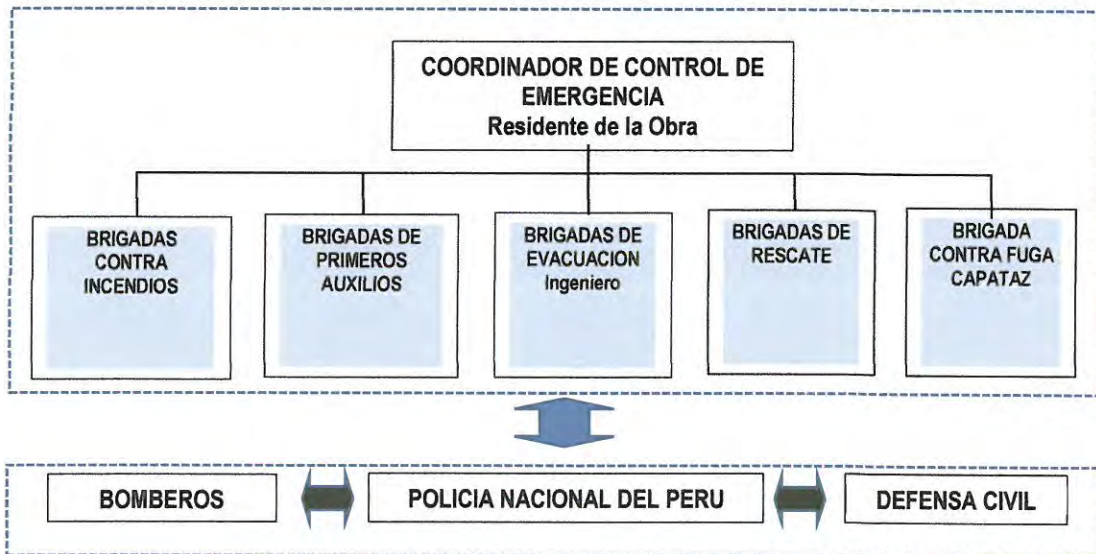 COORDINADOR DE CONTROL DE
EMERGENCIA
Residente de la Obra
BRIGADAS
CONTRA
INCENDIOS
BRIGADAS DE
PRIMEROS
AUXILIOS
BRIGADAS DE
EVACUACION
Ingeniero
BRIGADAS DE
RESCATE
BRIGADA
CONTRA FUGA
CAPATAZ
BOMBEROS
POLICIA NACIONAL DEL PERU
DEFENSA CIVIL